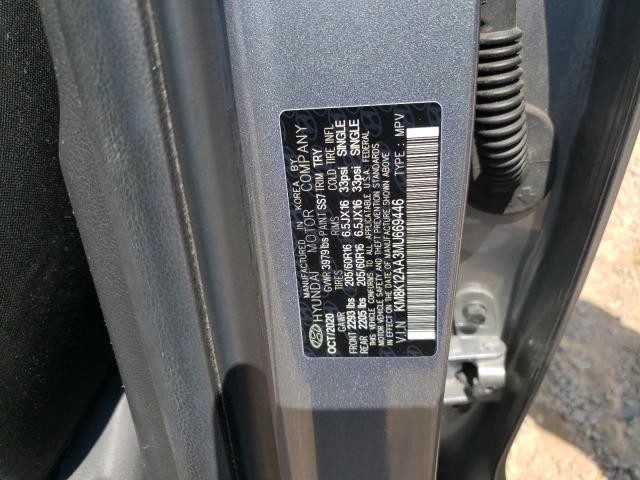 MANUFACTURED IN KOREA BY
HYUNDAI MOTOR COMPANY
OCT/2020 GVWR 3979 lbs PAINT SS7 TRIM TRY
GAWR TIRES RIMS COLD TIRE INFL
FRONT 2293 lbs 205/60R16 6.5JX16 33psi SINGLE
REAR 2205 lbs 205/60R16 6.5JX16 33psi SINGLE
THIS VEHICLE CONFORMS TO ALL APPLICABLE U.S.A. FEDERAL
MOTOR VEHICLE SAFETY AND THEFT PREVENTION STANDARDS
IN EFFECT ON THE DATE OF MANUFACTURE SHOWN ABOVE.
V.I.N : KM8K12AA3MU669446 TYPE : MPV